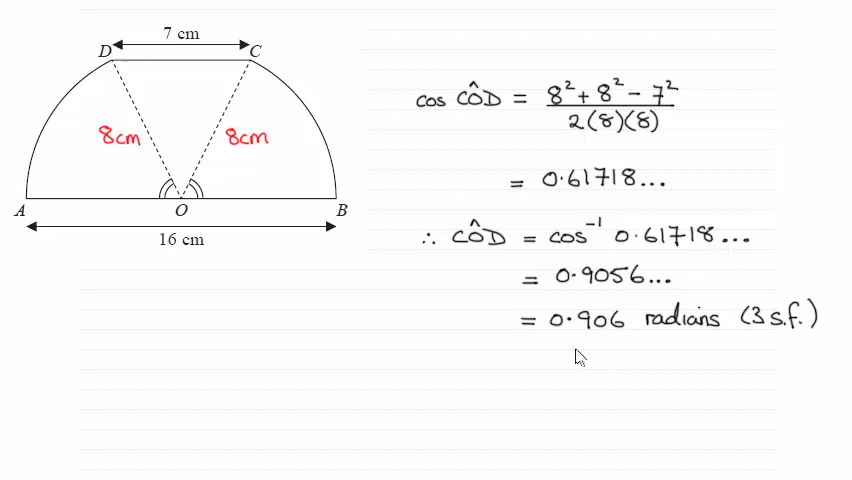 7 cm
D C
8cm 8cm
A O B
16 cm
cos CÔD = 8² + 8² - 7² / 2(8)(8)
= 0.61718...
∴ CÔD = cos⁻¹ 0.61718...
= 0.9056...
= 0.906 radians (3 s.f.)